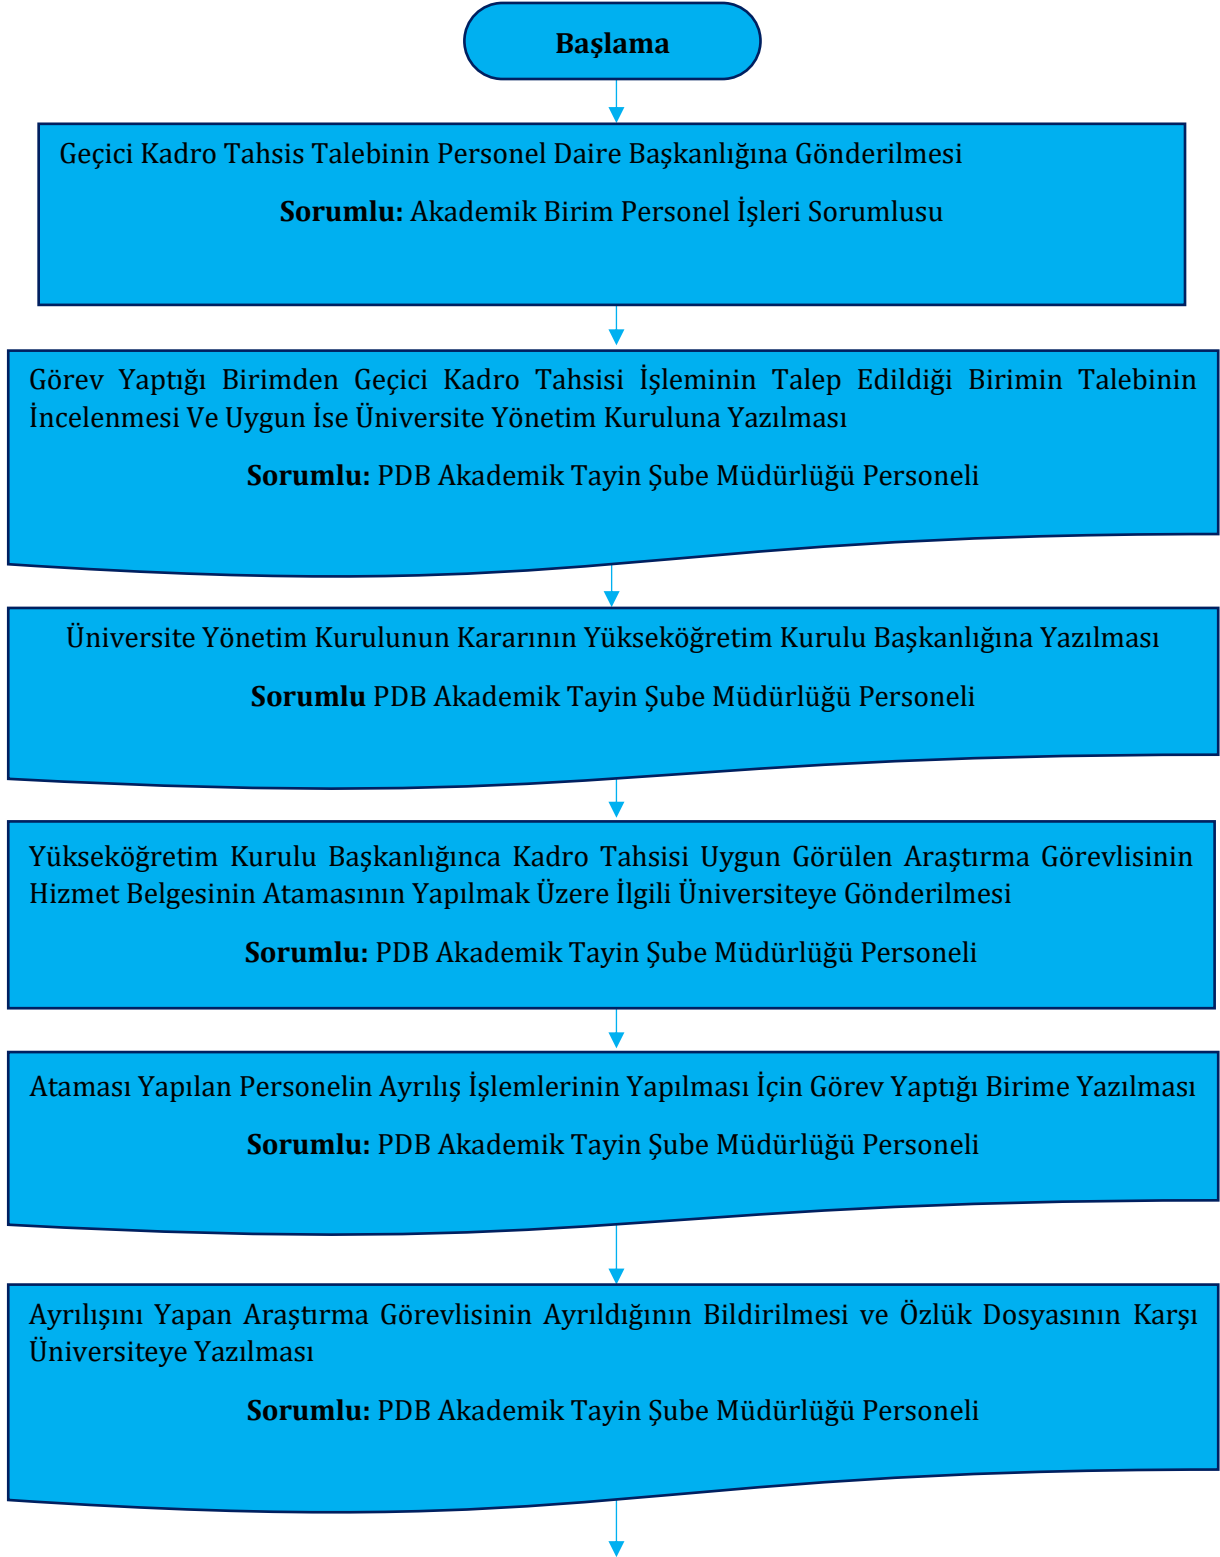 Başlama
Geçici Kadro Tahsis Talebinin Personel Daire Başkanlığına Gönderilmesi
Sorumlu: Akademik Birim Personel İşleri Sorumlusu
Görev Yaptığı Birimden Geçici Kadro Tahsisi İşleminin Talep Edildiği Birimin Talebinin
İncelenmesi Ve Uygun İse Üniversite Yönetim Kuruluna Yazılması
Sorumlu: PDB Akademik Tayin Şube Müdürlüğü Personeli
Üniversite Yönetim Kurulunun Kararının Yükseköğretim Kurulu Başkanlığına Yazılması
Sorumlu PDB Akademik Tayin Şube Müdürlüğü Personeli
Yükseköğretim Kurulu Başkanlığınca Kadro Tahsisi Uygun Görülen Araştırma Görevlisinin
Hizmet Belgesinin Atamasının Yapılmak Üzere İlgili Üniversiteye Gönderilmesi
Sorumlu: PDB Akademik Tayin Şube Müdürlüğü Personeli
Ataması Yapılan Personelin Ayrılış İşlemlerinin Yapılması İçin Görev Yaptığı Birime Yazılması
Sorumlu: PDB Akademik Tayin Şube Müdürlüğü Personeli
Ayrılışını Yapan Araştırma Görevlisinin Ayrıldığının Bildirilmesi ve Özlük Dosyasının Karşı
Üniversiteye Yazılması
Sorumlu: PDB Akademik Tayin Şube Müdürlüğü Personeli